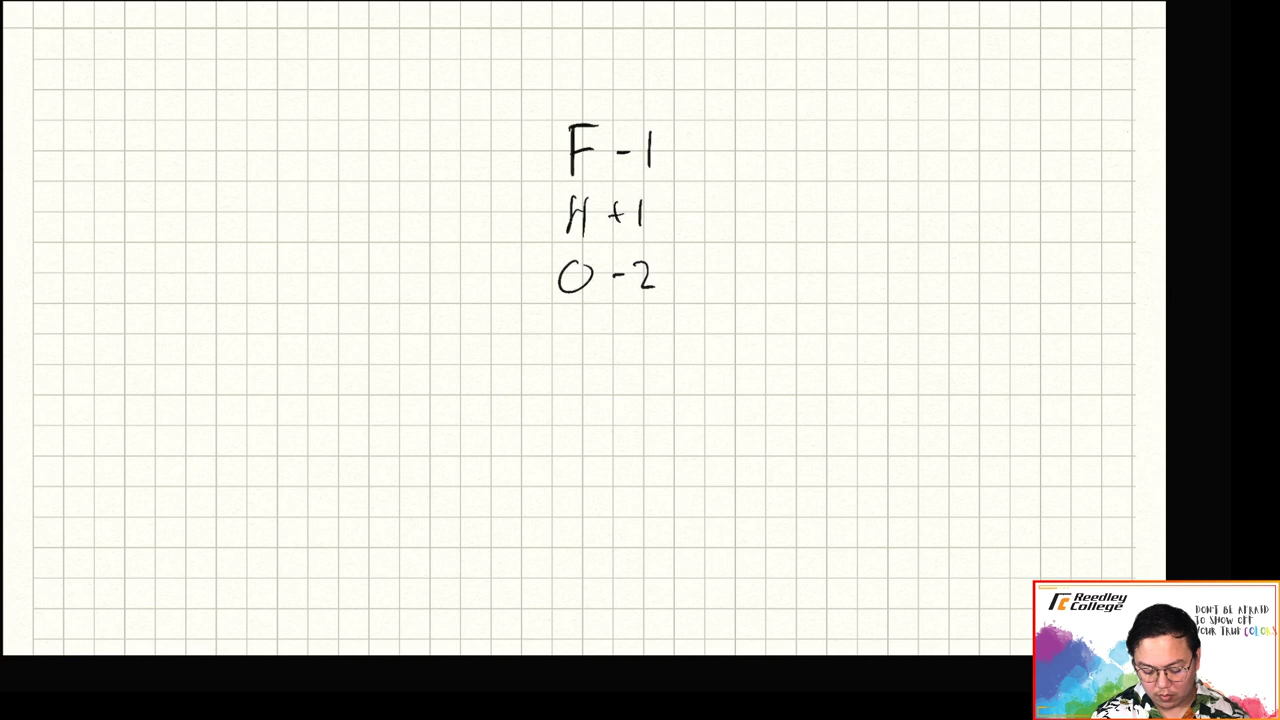 F -1
H +1
O -2
Reedley
College
DON'T BE AFRAID
TO SHOW OFF
YOUR TRUE COLORS